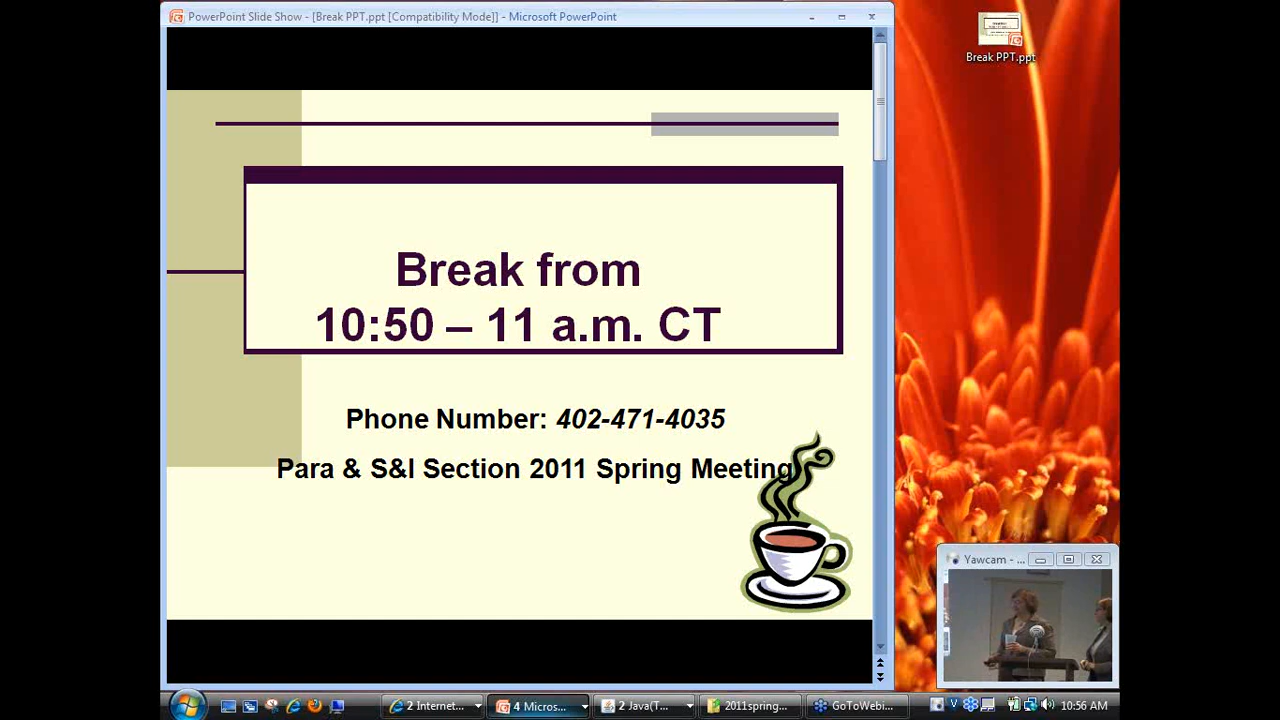 PowerPoint Slide Show - [Break PPT.ppt [Compatibility Mode]] - Microsoft PowerPoint
Break PPT.ppt
Break from
10:50 – 11 a.m. CT
Phone Number: 402-471-4035
Para & S&I Section 2011 Spring Meeting
Yawcam - ...
2 Internet...
4 Micros...
2 Java(T...
2011spring...
GoToWebi...
V
10:56 AM